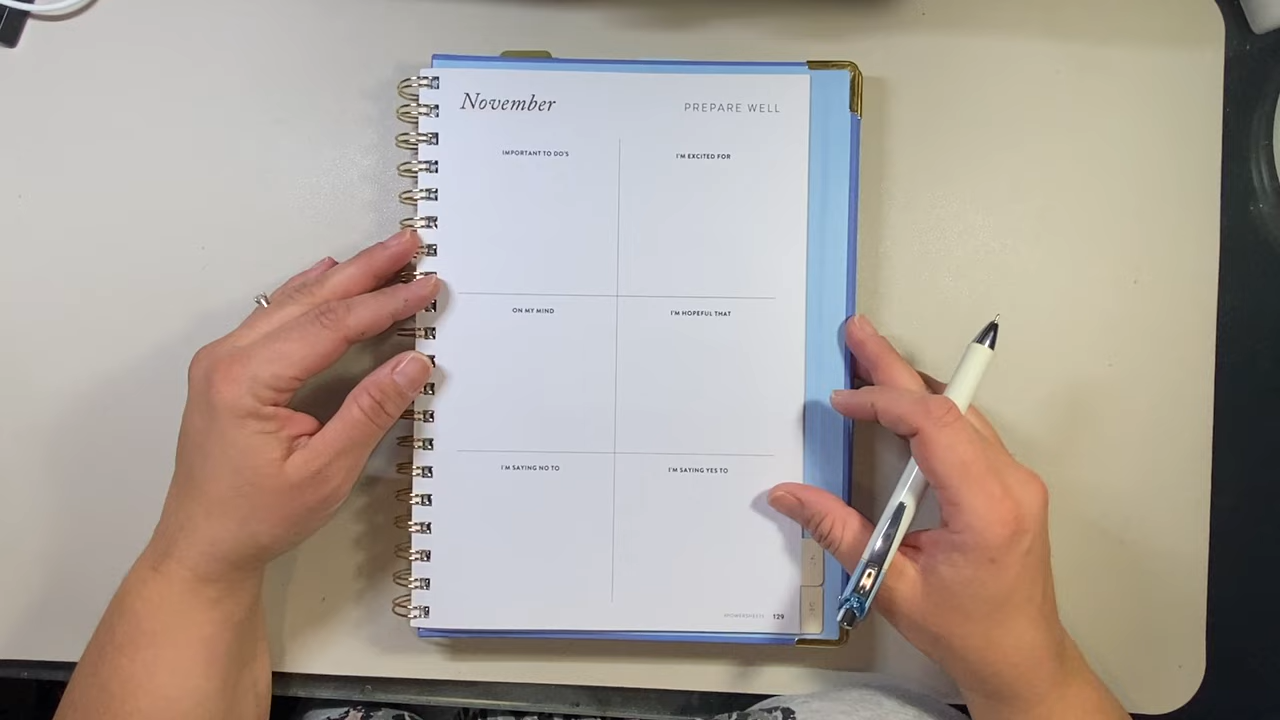 November
PREPARE WELL
IMPORTANT TO DO'S
I'M EXCITED FOR
ON MY MIND
I'M HOPEFUL THAT
I'M SAYING NO TO
I'M SAYING YES TO
POWERSHEETS 129